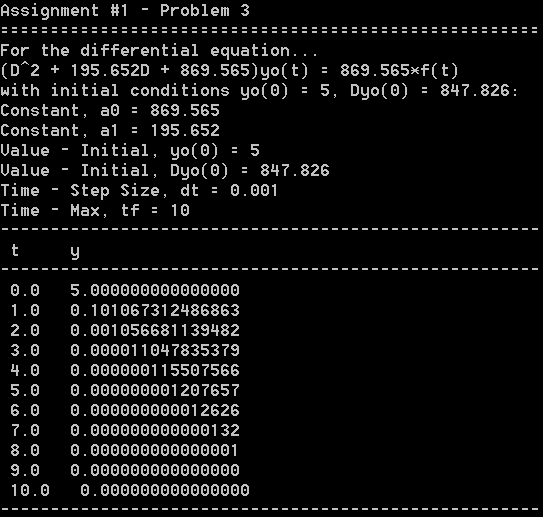 Assignment #1 - Problem 3
======================================================
For the differential equation...
(D^2 + 195.652D + 869.565)yo(t) = 869.565*f(t)
with initial conditions yo(0) = 5, Dyo(0) = 847.826:
Constant, a0 = 869.565
Constant, a1 = 195.652
Value - Initial, yo(0) = 5
Value - Initial, Dyo(0) = 847.826
Time - Step Size, dt = 0.001
Time - Max, tf = 10
------------------------------------------------------
t y
------------------------------------------------------
0.0 5.000000000000000
1.0 0.101067312486863
2.0 0.001056681139482
3.0 0.000011047835379
4.0 0.000000115507566
5.0 0.000000001207657
6.0 0.000000000012626
7.0 0.000000000000132
8.0 0.000000000000001
9.0 0.000000000000000
10.0 0.000000000000000
------------------------------------------------------